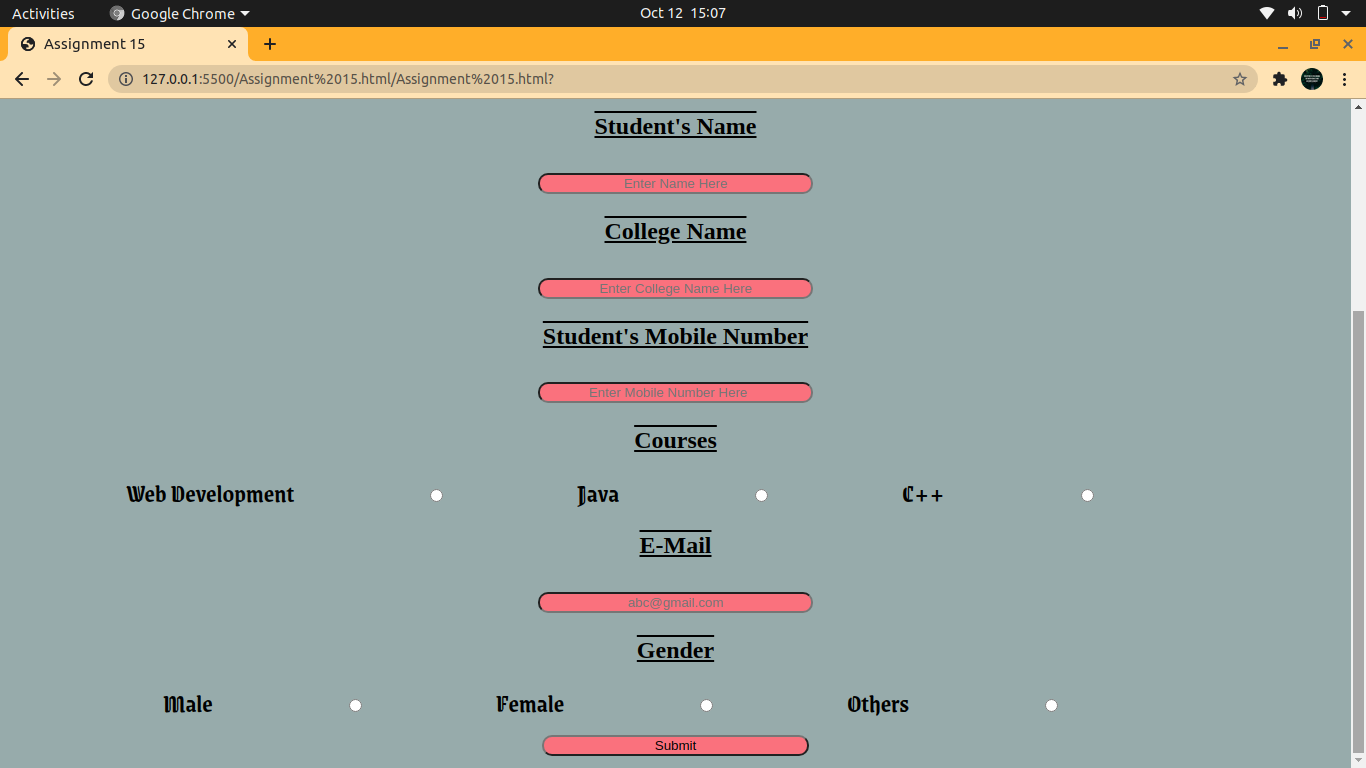 Activities Google Chrome Oct 12 15:07
Assignment 15
127.0.0.1:5500/Assignment%2015.html/Assignment%2015.html?
Student's Name
Enter Name Here
College Name
Enter College Name Here
Student's Mobile Number
Enter Mobile Number Here
Courses
Web Development Java C++
E-Mail
abc@gmail.com
Gender
Male Female Others
Submit